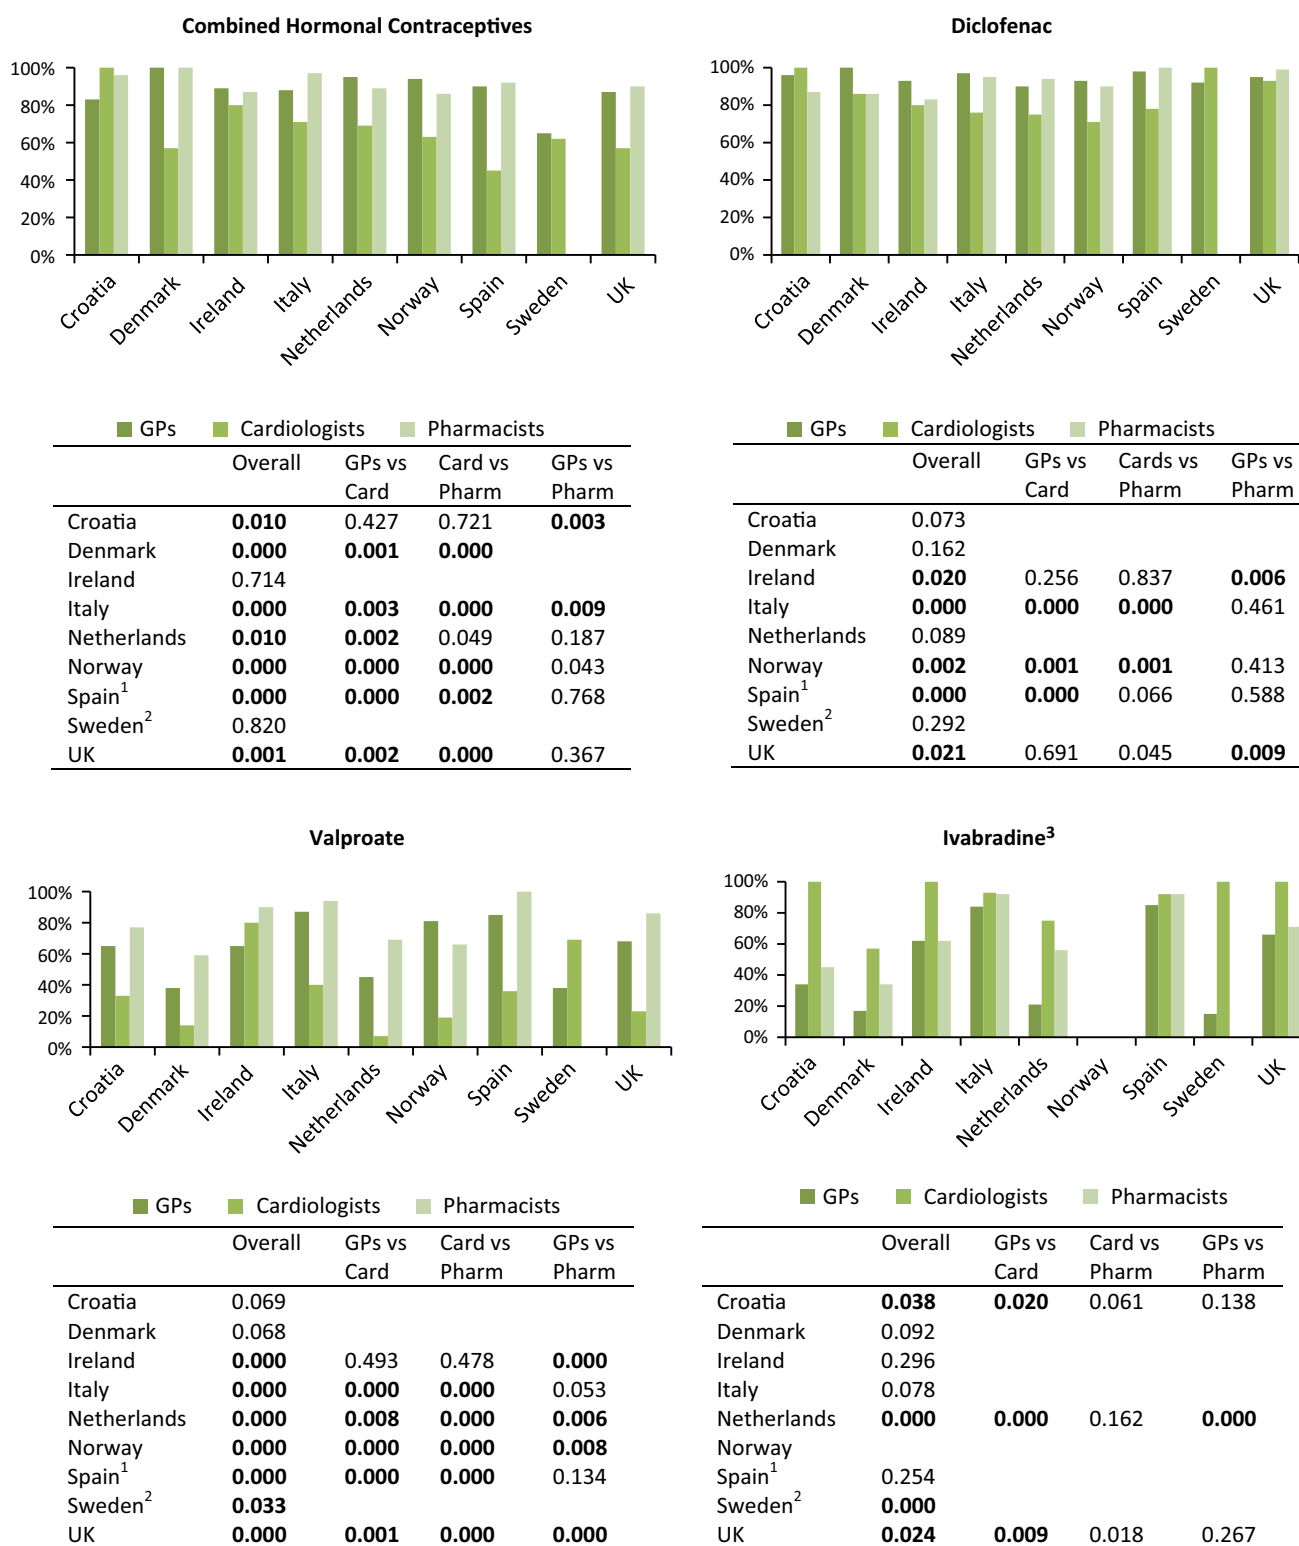 Combined Hormonal Contraceptives
100%
80%
60%
40%
20%
0%
Croatia
Denmark
Ireland
Italy
Netherlands
Norway
Spain
Sweden
UK
GPs Cardiologists Pharmacists
Overall GPs vs Card Card vs Pharm GPs vs Pharm
Croatia 0.010 0.427 0.721 0.003
Denmark 0.000 0.001 0.000
Ireland 0.714
Italy 0.000 0.003 0.000 0.009
Netherlands 0.010 0.002 0.049 0.187
Norway 0.000 0.000 0.000 0.043
Spain1 0.000 0.000 0.002 0.768
Sweden2 0.820
UK 0.001 0.002 0.000 0.367
Diclofenac
100%
80%
60%
40%
20%
0%
Croatia
Denmark
Ireland
Italy
Netherlands
Norway
Spain
Sweden
UK
GPs Cardiologists Pharmacists
Overall GPs vs Card Cards vs Pharm GPs vs Pharm
Croatia 0.073
Denmark 0.162
Ireland 0.020 0.256 0.837 0.006
Italy 0.000 0.000 0.000 0.461
Netherlands 0.089
Norway 0.002 0.001 0.001 0.413
Spain1 0.000 0.000 0.066 0.588
Sweden2 0.292
UK 0.021 0.691 0.045 0.009
Valproate
100%
80%
60%
40%
20%
0%
Croatia
Denmark
Ireland
Italy
Netherlands
Norway
Spain
Sweden
UK
GPs Cardiologists Pharmacists
Overall GPs vs Card Card vs Pharm GPs vs Pharm
Croatia 0.069
Denmark 0.068
Ireland 0.000 0.493 0.478 0.000
Italy 0.000 0.000 0.000 0.053
Netherlands 0.000 0.008 0.000 0.006
Norway 0.000 0.000 0.000 0.008
Spain1 0.000 0.000 0.000 0.134
Sweden2 0.033
UK 0.000 0.001 0.000 0.000
Ivabradine3
100%
80%
60%
40%
20%
0%
Croatia
Denmark
Ireland
Italy
Netherlands
Norway
Spain
Sweden
UK
GPs Cardiologists Pharmacists
Overall GPs vs Card Card vs Pharm GPs vs Pharm
Croatia 0.038 0.020 0.061 0.138
Denmark 0.092
Ireland 0.296
Italy 0.078
Netherlands 0.000 0.000 0.162 0.000
Norway
Spain1 0.254
Sweden2 0.000
UK 0.024 0.009 0.018 0.267